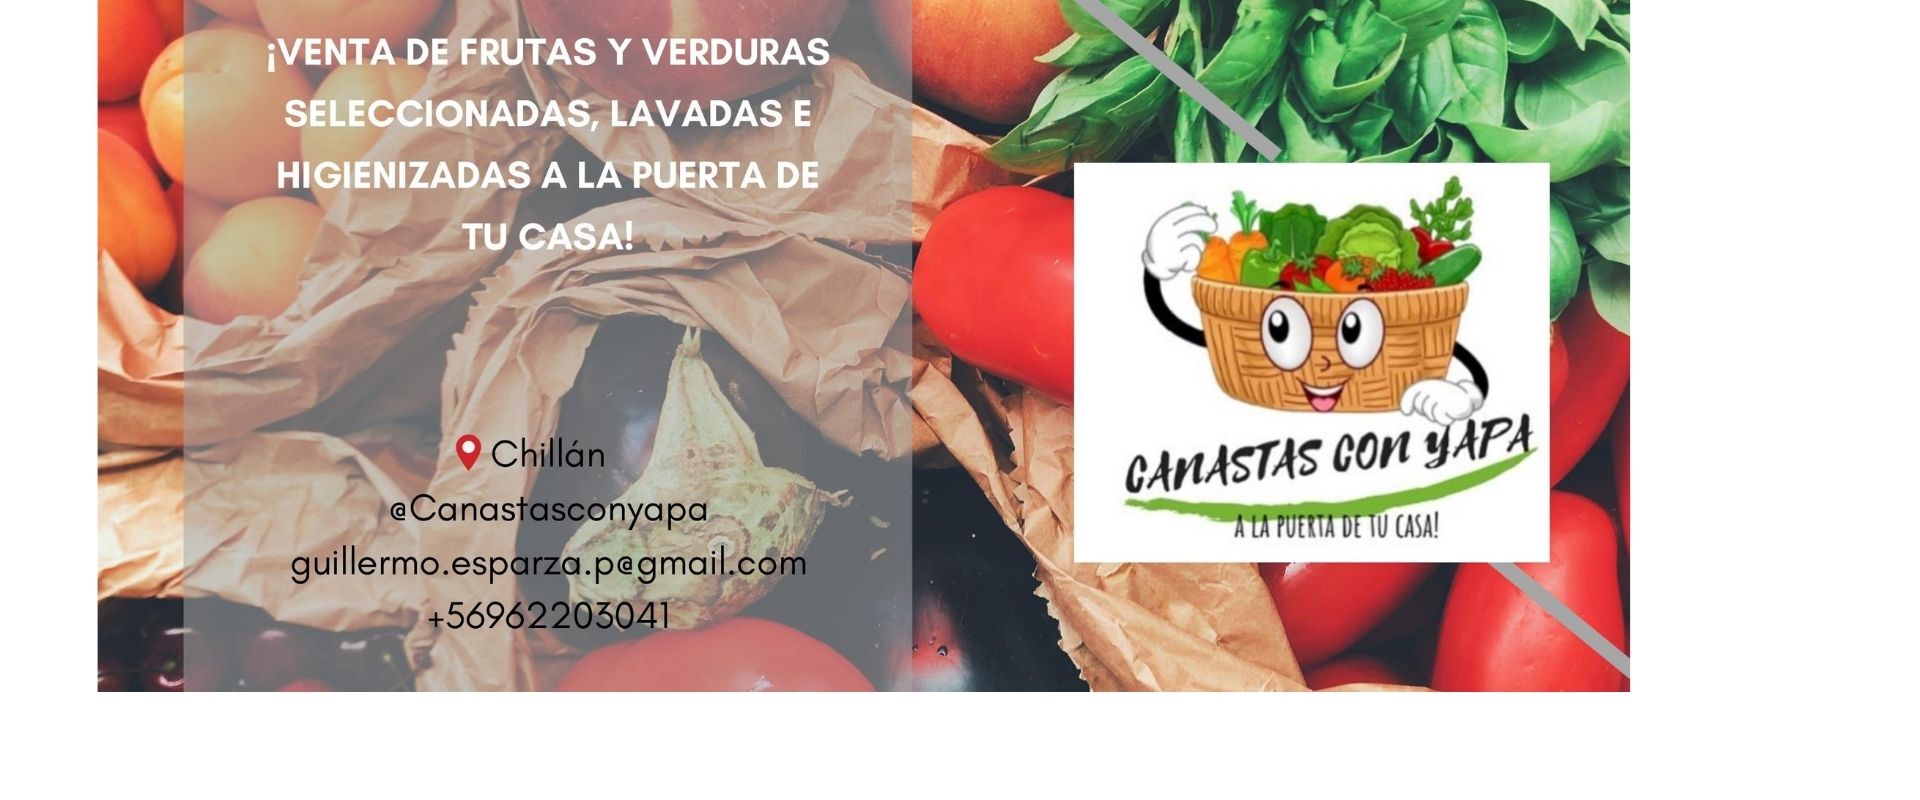 ¡VENTA DE FRUTAS Y VERDURAS
SELECCIONADAS, LAVADAS E
HIGIENIZADAS A LA PUERTA DE
TU CASA!
Chillán
@Canastasconyapa
guillermo.esparza.p@gmail.com
+56962203041
CANASTAS CON YAPA
A LA PUERTA DE TU CASA!